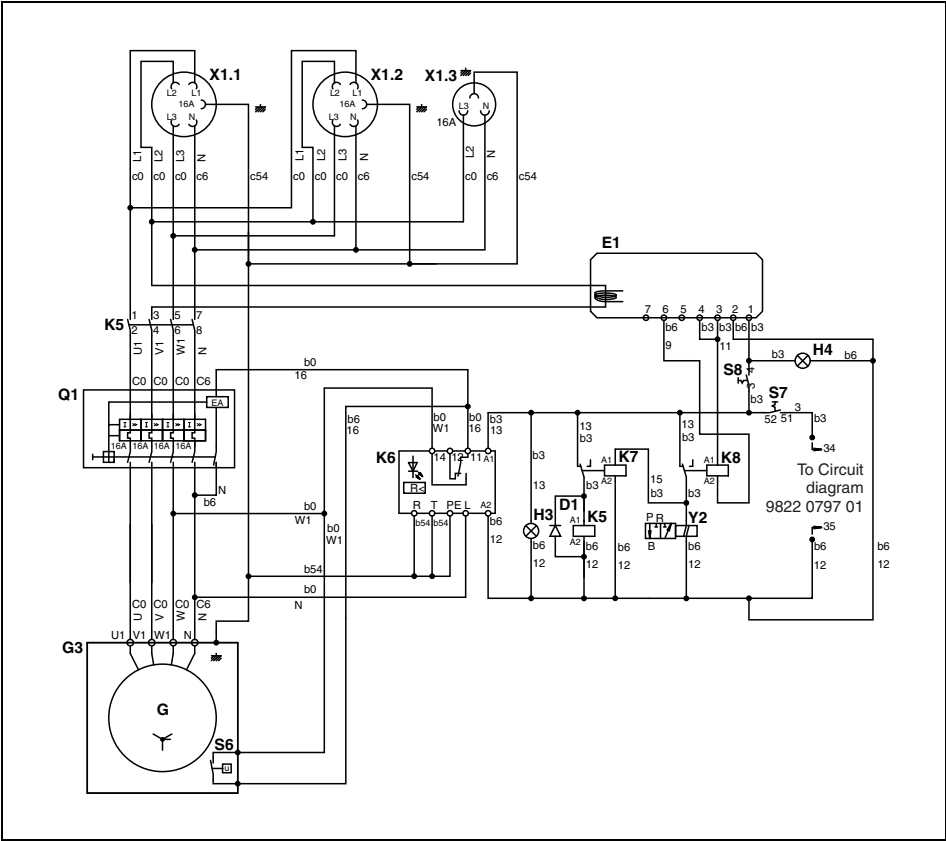 X1.1 X1.2 X1.3
L2 L1 L2 L1
16A 16A L3 N
L3 N L3 N 16A
L1 L2 L3 N L1 L2 L3 N L2 N
c0 c0 c0 c6 c54 c0 c0 c0 c6 c54 c0 c6 c54
E1
7 6 5 4 3 2 1
b6 b3 b3 b6 b3
9 11
K5
1 3 5 7
2 4 6 8
U1 V1 W1 N
C0 C0 C0 C6
b0
16
Q1
EA
I » I » I » I »
16A 16A 16A 16A
N
b6
b3 H4 b6
S8 4
3
b3
S7
52 51 3
b3
34
To Circuit
diagram
9822 0797 01
35
b6
12
b6
12
b6
16
b0
W1
b0
16
b3
13
K6
14 12 11 A1
R<
R T PE L A2
b54 b54 b6
12
b3
13
H3
b6
12
13
b3
K7
A1
A2
b3
D1
A1
A2
K5
b6
12
b6
12
15
b3
13
b3
K8
A1
A2
b3
Y2
P R
B
b6
12
b0
W1
b0
W1
b54
b0
N
C0 C0 C0 C6
U V W N
U1 V1 W1 N
G3
G
S6
u